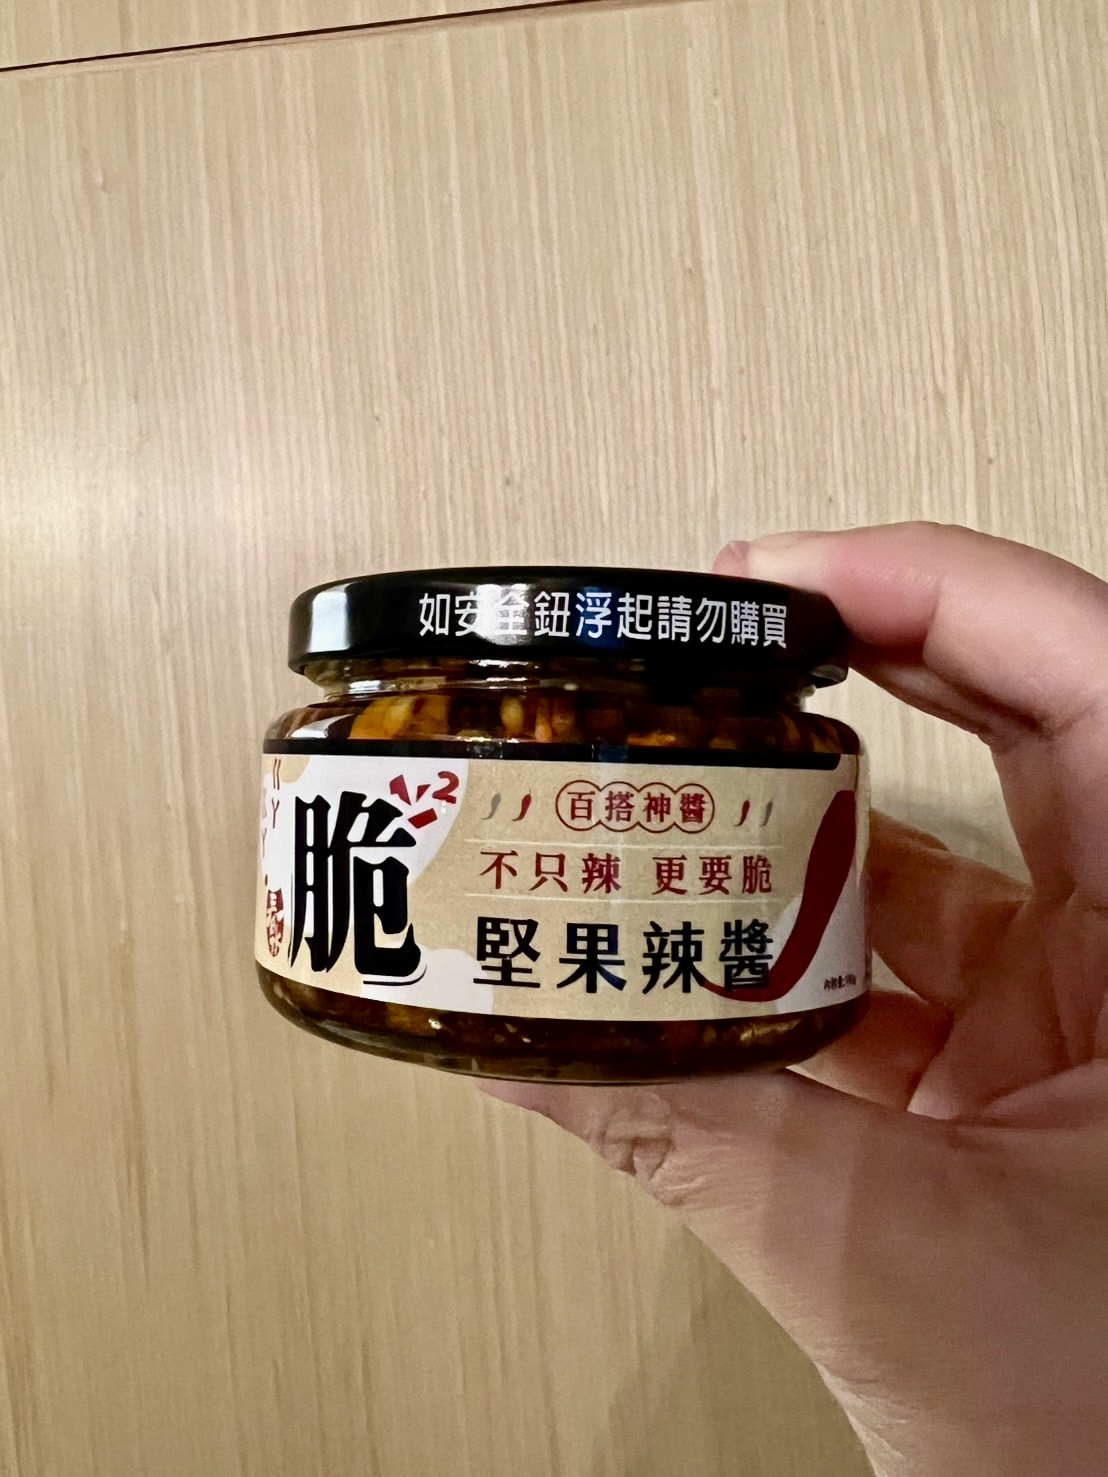 如安全鈕浮起請勿購買
脆
百搭神醬
不只辣 更要脆
堅果辣醬